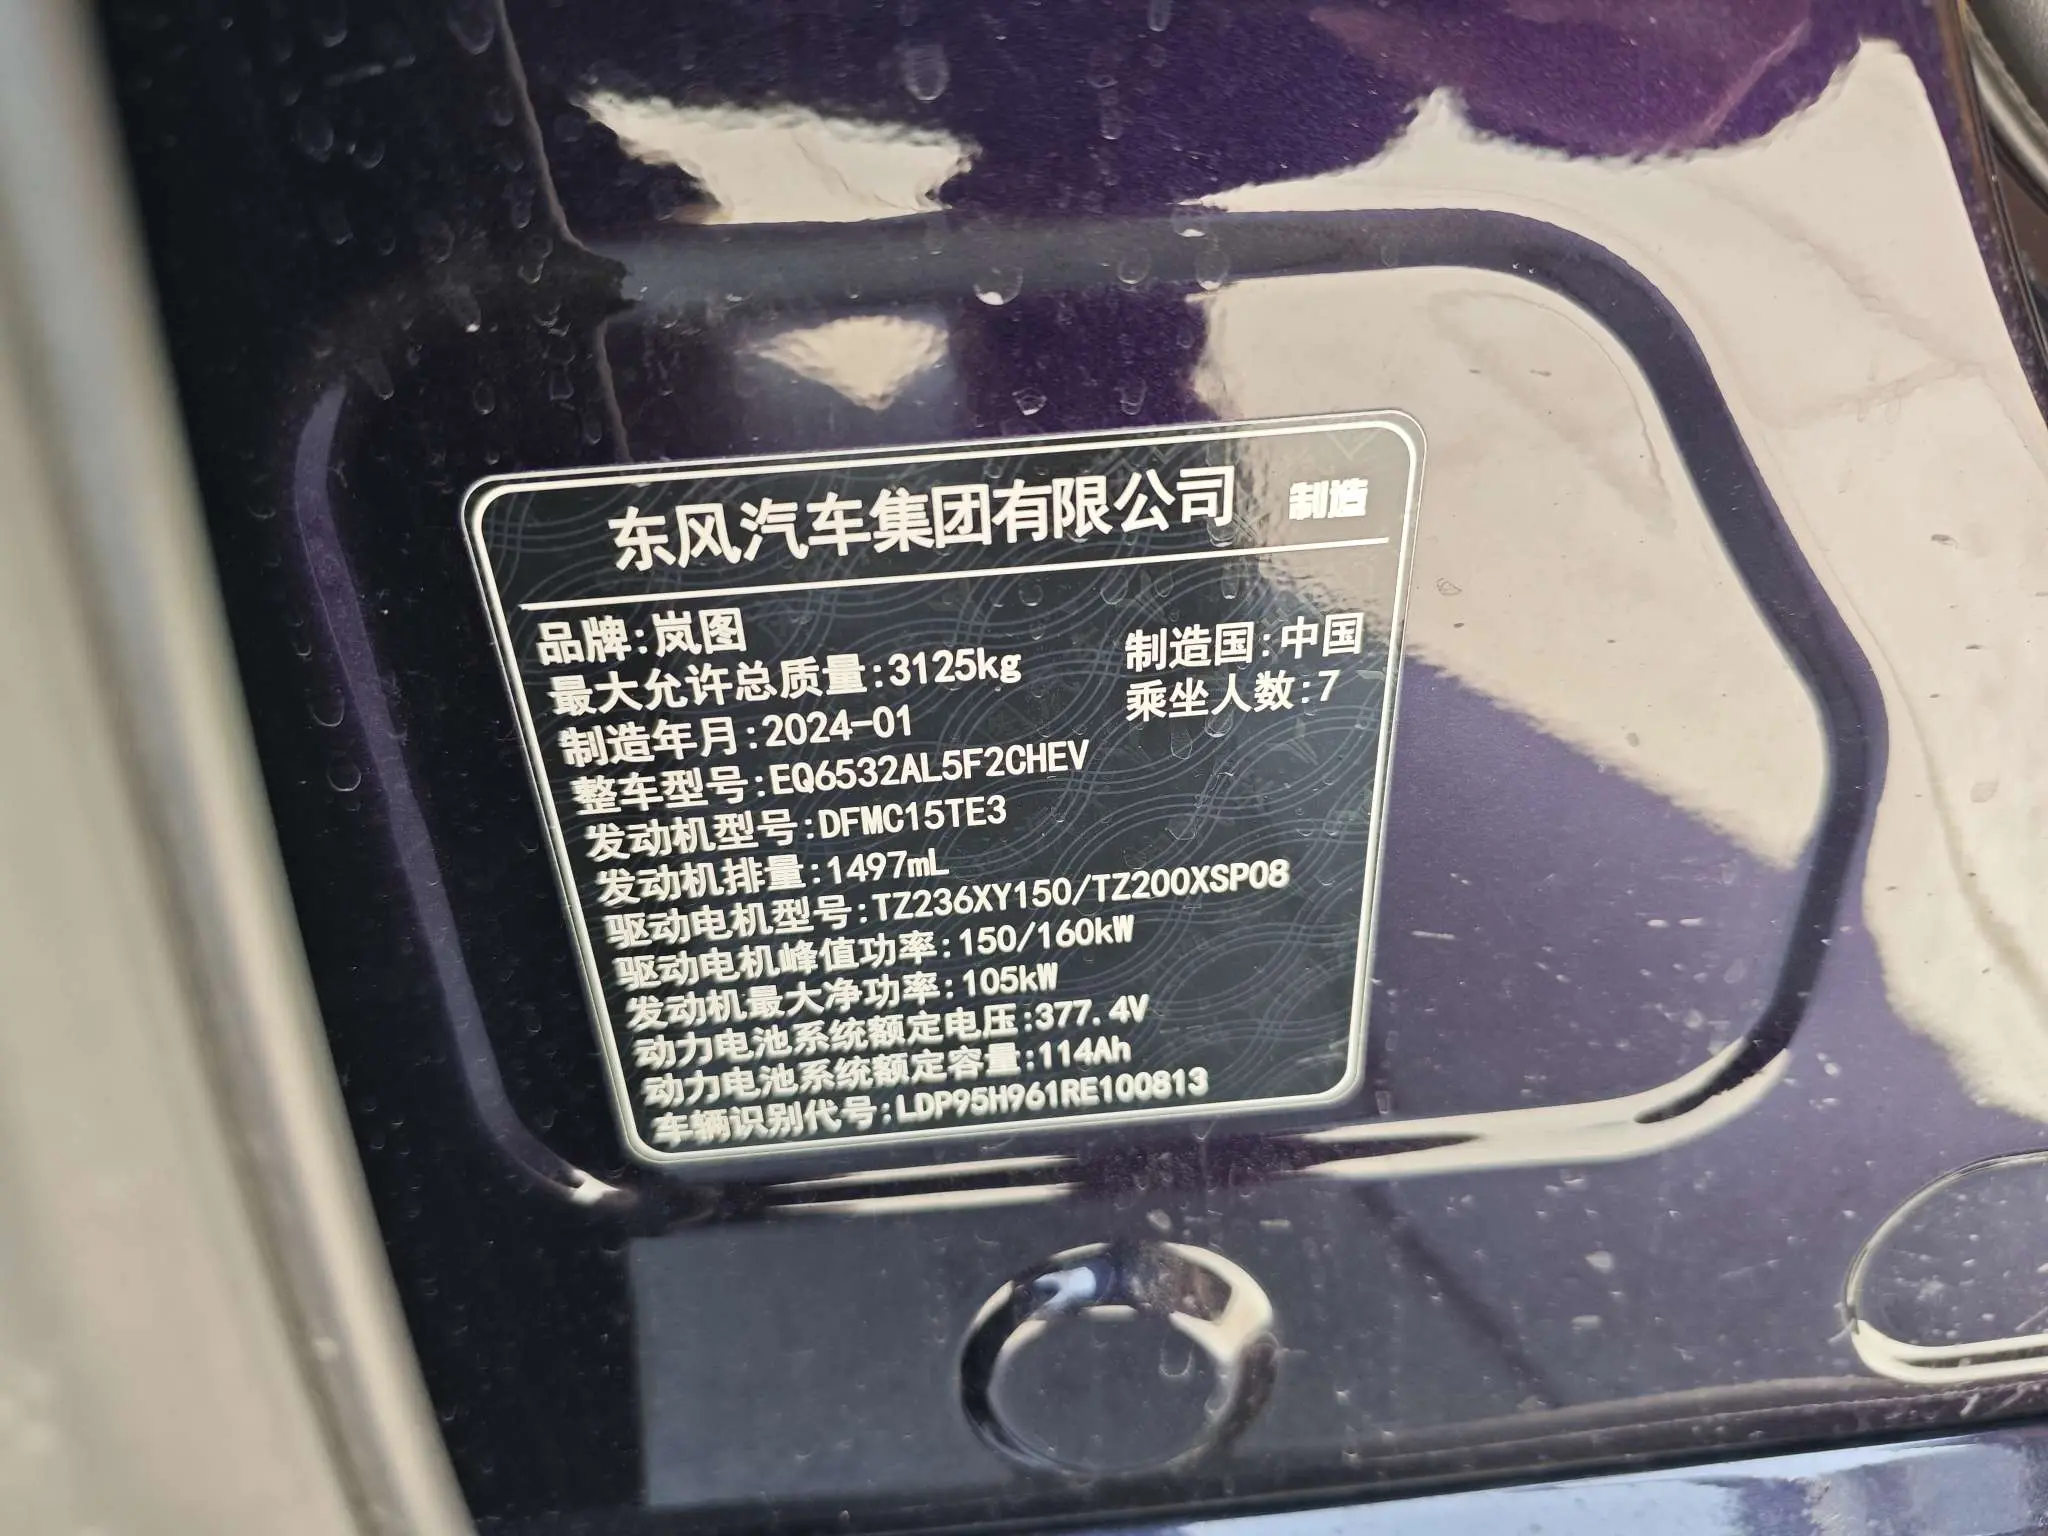 东风汽车集团有限公司 制造
品牌:岚图 制造国:中国
最大允许总质量:3125kg 乘坐人数:7
制造年月:2024-01
整车型号:EQ6532AL5F2CHEV
发动机型号:DFMC15TE3
发动机排量:1497mL
驱动电机型号:TZ236XY150/TZ200XSP08
驱动电机峰值功率:150/160kW
发动机最大净功率:105kW
动力电池系统额定电压:377.4V
动力电池系统额定容量:114Ah
车辆识别代号:LDP95H961RE100813